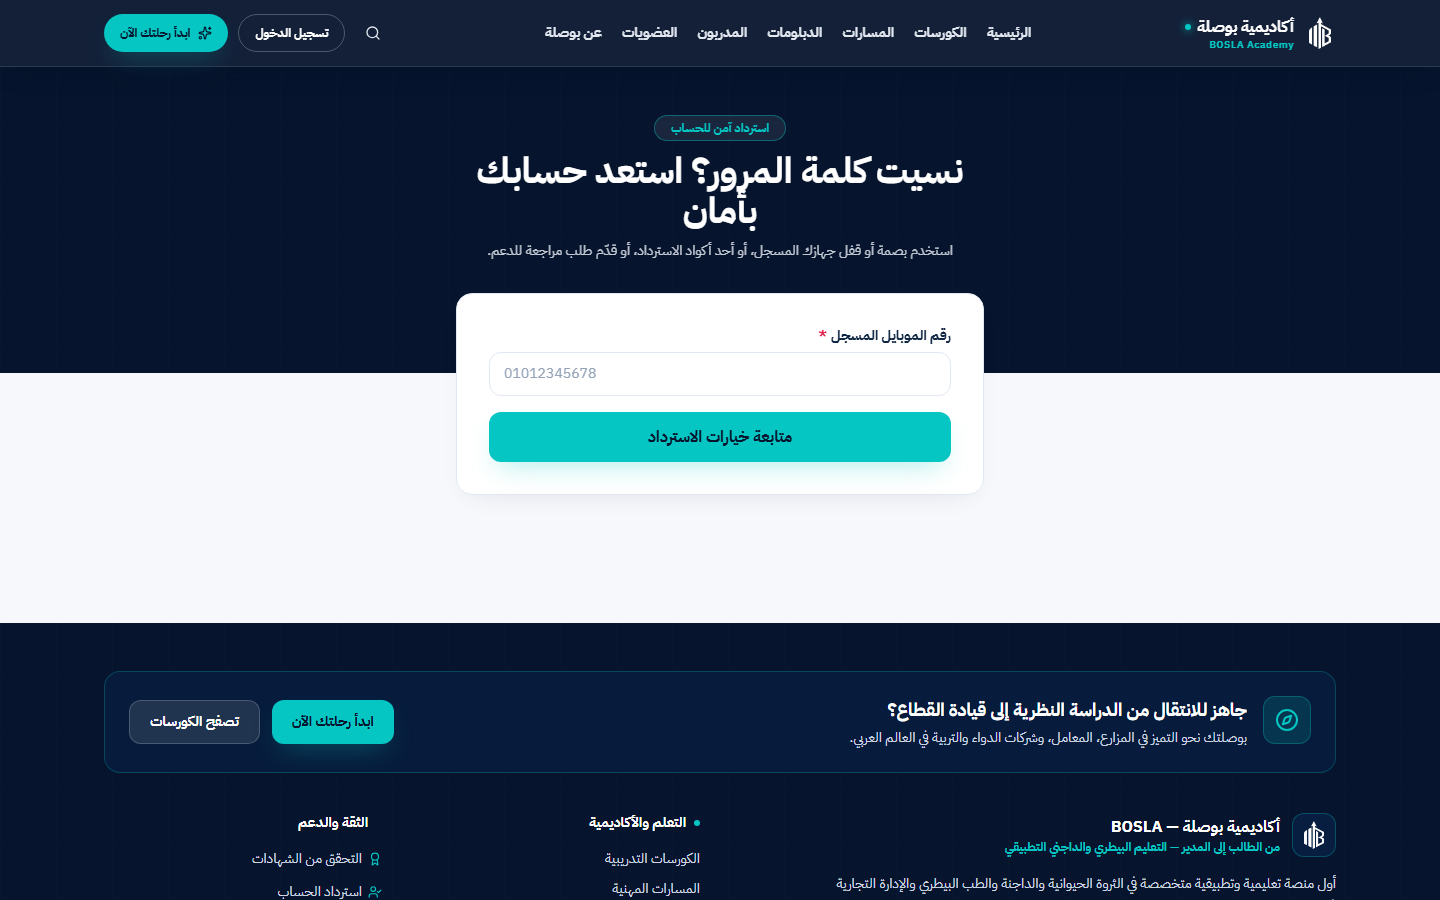 أكاديمية بوصلة
BOSLA Academy
الرئيسية
الكورسات
المسارات
الدبلومات
المدربون
العضويات
عن بوصلة
تسجيل الدخول
ابدأ رحلتك الآن
استرداد آمن للحساب
نسيت كلمة المرور؟ استعد حسابك
بأمان
استخدم بصمة أو قفل جهازك المسجل، أو أحد أكواد الاسترداد، أو قدّم طلب مراجعة للدعم.
رقم الموبايل المسجل *
01012345678
متابعة خيارات الاسترداد
جاهز للانتقال من الدراسة النظرية إلى قيادة القطاع؟
بوصلتك نحو التميز في المزارع، المعامل، وشركات الدواء والتربية في العالم العربي.
ابدأ رحلتك الآن
تصفح الكورسات
أكاديمية بوصلة — BOSLA
من الطالب إلى المدير — التعليم البيطري والداجني التطبيقي
أول منصة تعليمية وتطبيقية متخصصة في الثروة الحيوانية والداجنة والطب البيطري والإدارة التجارية
التعلم والأكاديمية
الكورسات التدريبية
المسارات المهنية
الثقة والدعم
التحقق من الشهادات
استرداد الحساب